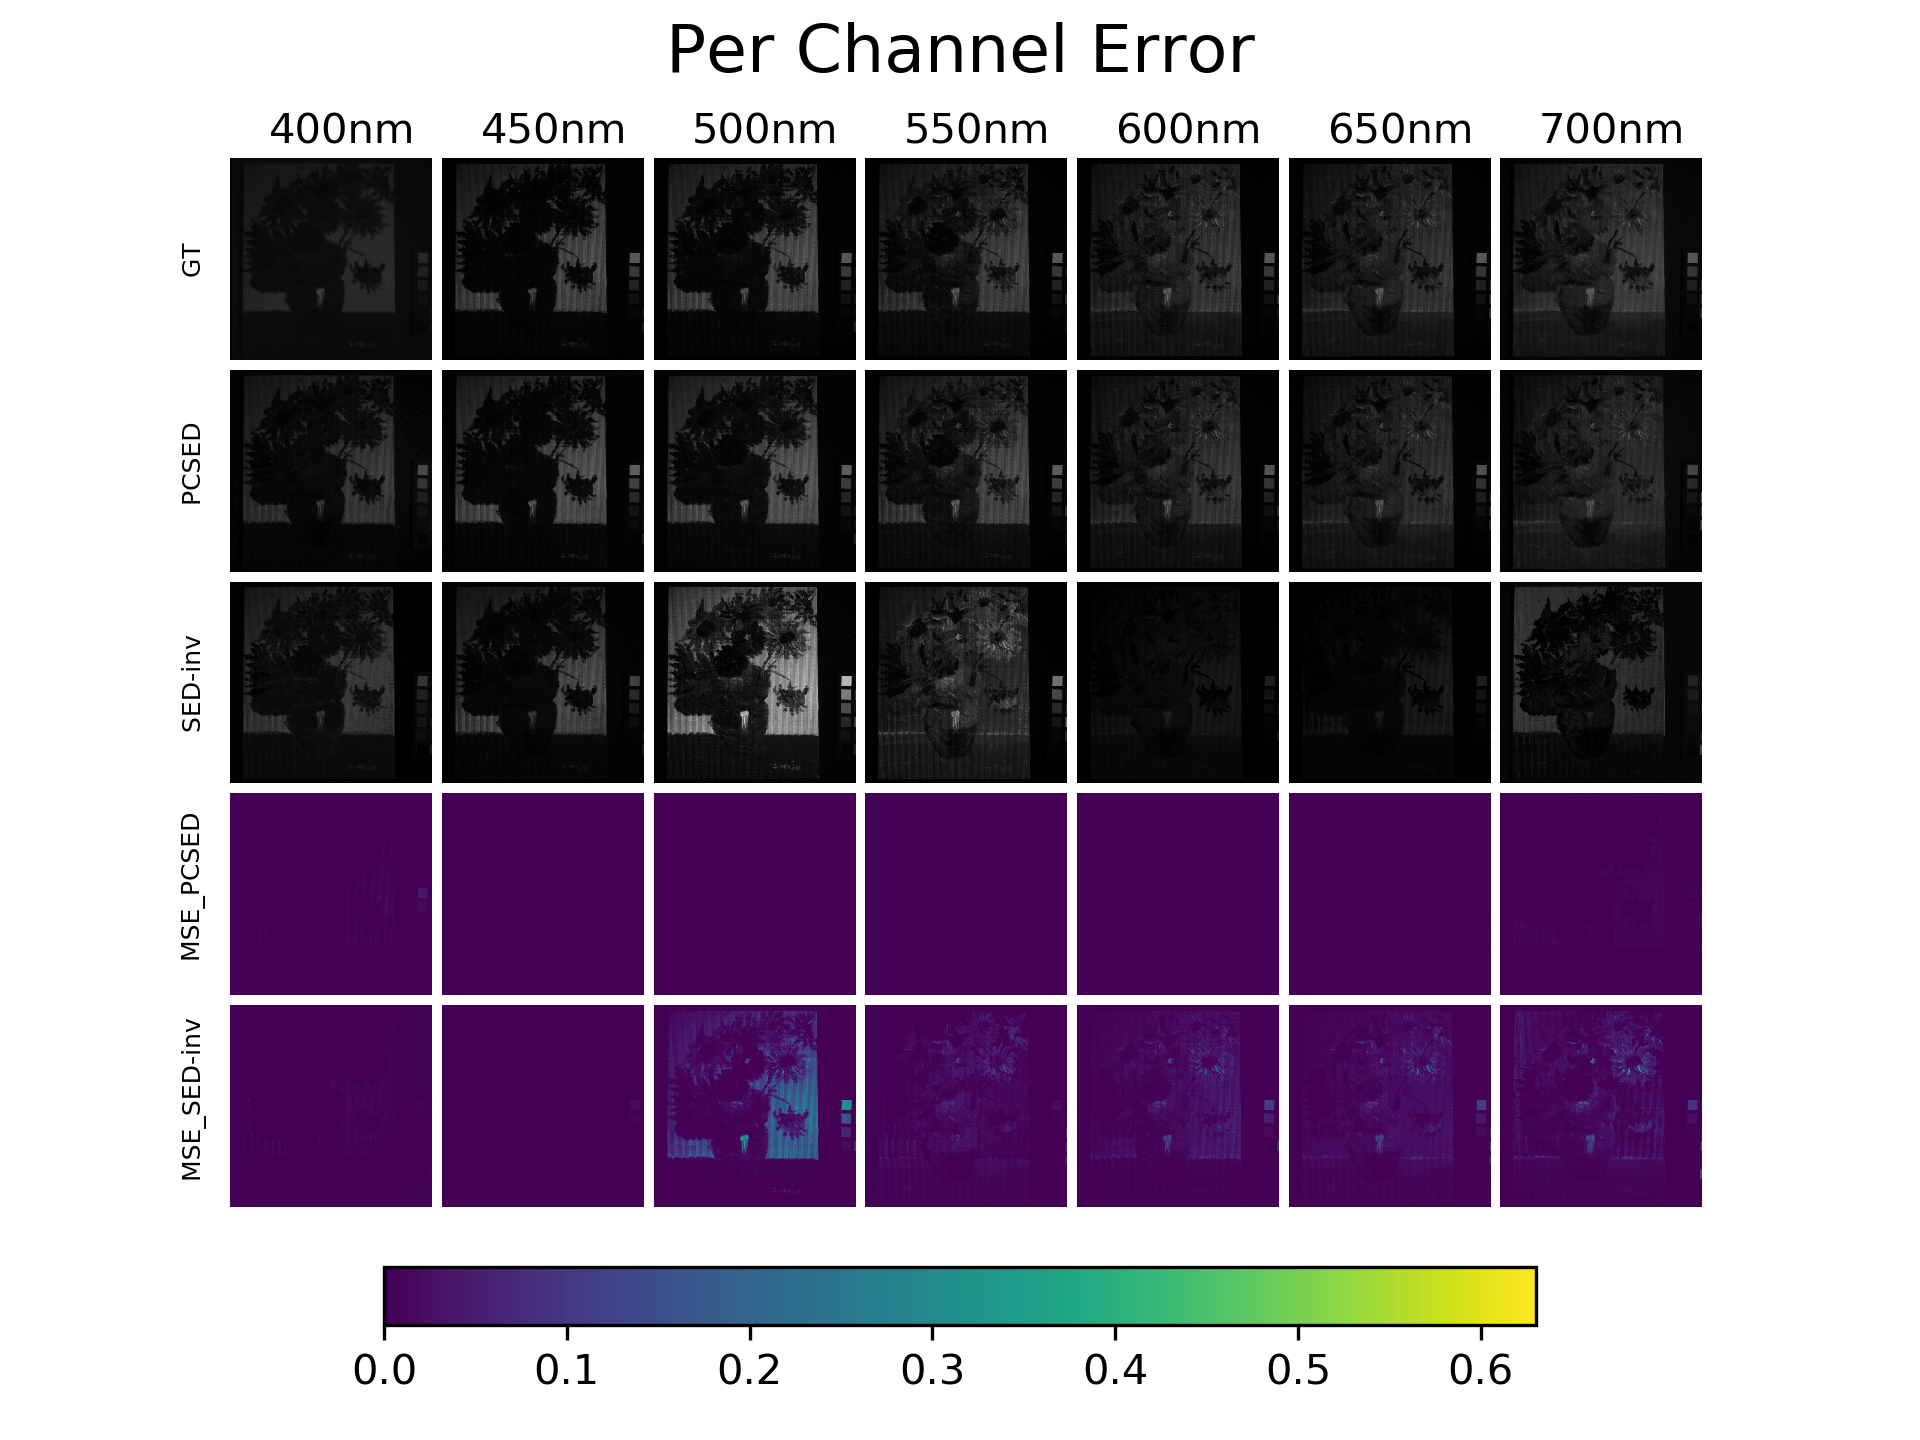 Per Channel Error
400nm 450nm 500nm 550nm 600nm 650nm 700nm
GT
PCSED
SED-inv
MSE_PCSED
MSE_SED-inv
0.0 0.1 0.2 0.3 0.4 0.5 0.6